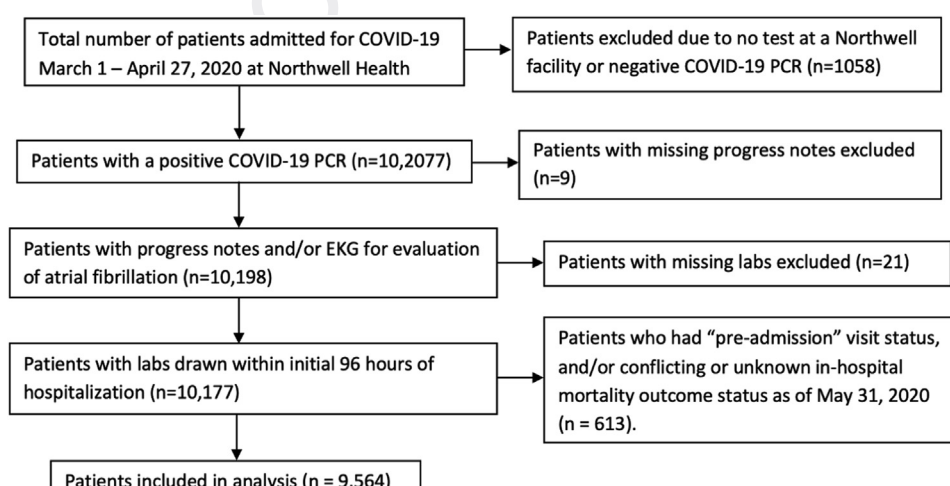 Total number of patients admitted for COVID-19
March 1 – April 27, 2020 at Northwell Health
Patients excluded due to no test at a Northwell
facility or negative COVID-19 PCR (n=1058)
Patients with a positive COVID-19 PCR (n=10,2077)
Patients with missing progress notes excluded
(n=9)
Patients with progress notes and/or EKG for evaluation
of atrial fibrillation (n=10,198)
Patients with missing labs excluded (n=21)
Patients with labs drawn within initial 96 hours of
hospitalization (n=10,177)
Patients who had “pre-admission” visit status,
and/or conflicting or unknown in-hospital
mortality outcome status as of May 31, 2020
(n = 613).
Patients included in analysis (n = 9,564)